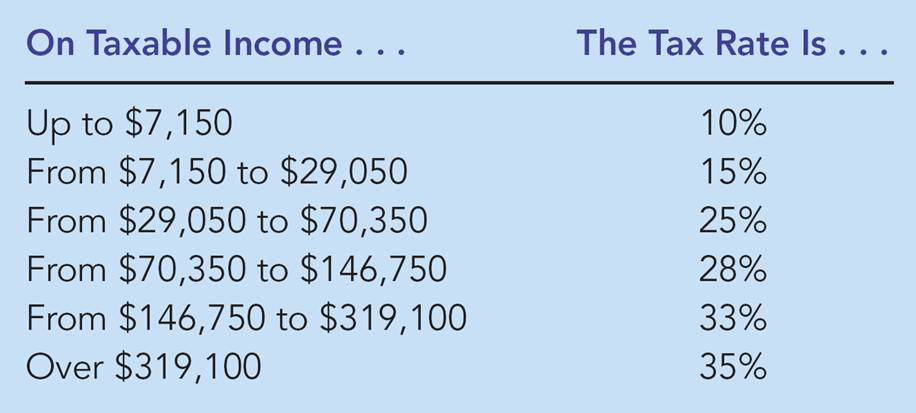 On Taxable Income . . . The Tax Rate Is . . .
Up to $7,150 10%
From $7,150 to $29,050 15%
From $29,050 to $70,350 25%
From $70,350 to $146,750 28%
From $146,750 to $319,100 33%
Over $319,100 35%